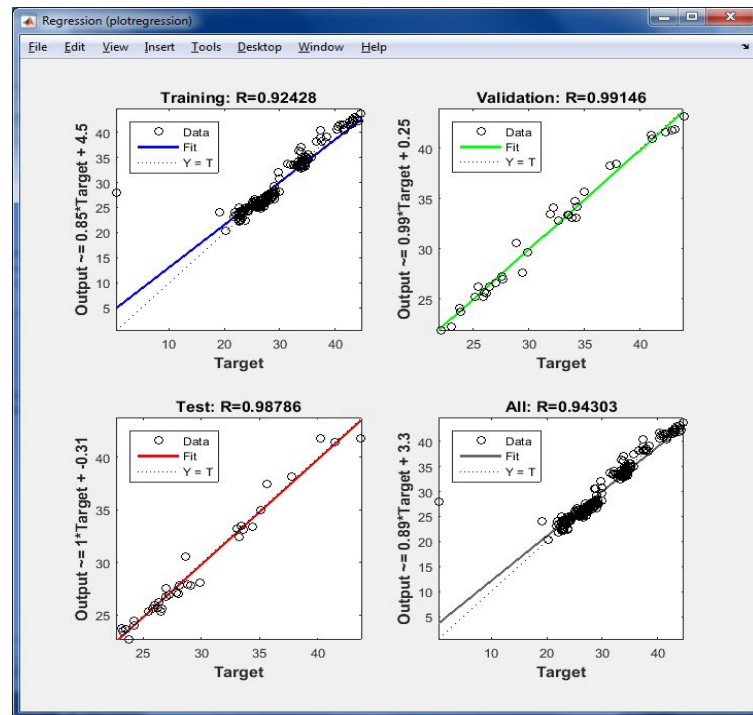 Regression (plotregression)
File Edit View Insert Tools Desktop Window Help
Training: R=0.92428
Output ~= 0.85*Target + 4.5
40
35
30
25
20
15
10
5
Data
Fit
Y = T
10 20 30 40
Target
Validation: R=0.99146
Output ~= 0.99*Target + 0.25
40
35
30
25
Data
Fit
Y = T
25 30 35 40
Target
Test: R=0.98786
Output ~= 1*Target + -0.31
40
35
30
25
Data
Fit
Y = T
25 30 35 40
Target
All: R=0.94303
Output ~= 0.89*Target + 3.3
40
35
30
25
20
15
10
5
Data
Fit
Y = T
10 20 30 40
Target